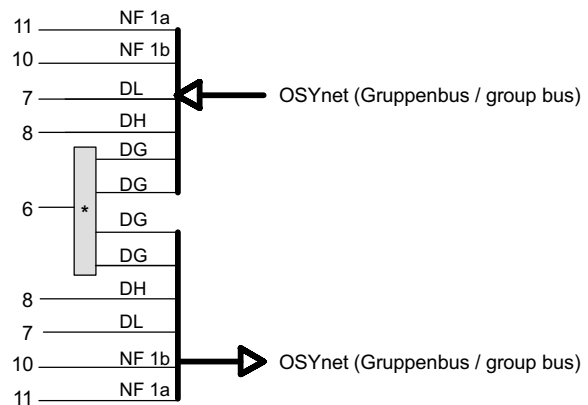 11 NF 1a
10 NF 1b
7 DL OSYnet (Gruppenbus / group bus)
8 DH
DG
DG
6 *
DG
DG
8 DH
7 DL
10 NF 1b OSYnet (Gruppenbus / group bus)
11 NF 1a